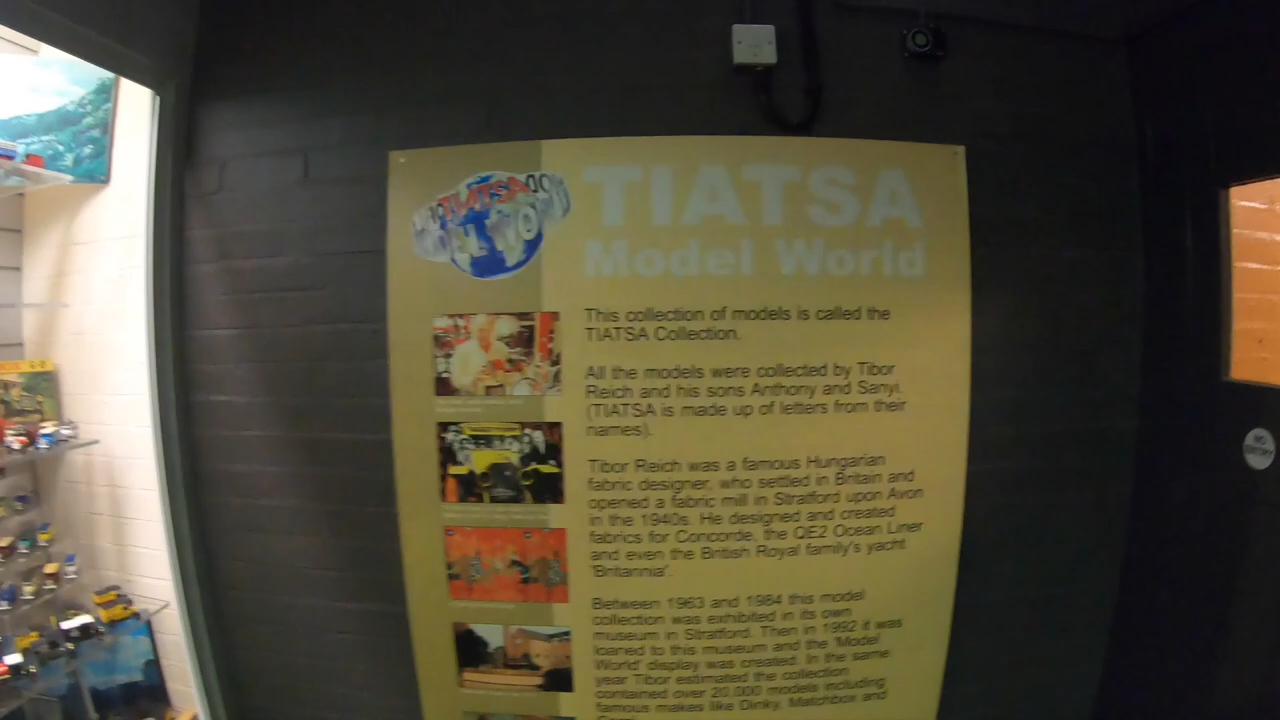 TIATSA
MODEL WORLD
TIATSA
Model World
This collection of models is called the
TIATSA Collection.
All the models were collected by Tibor
Reich and his sons Anthony and Sanyi.
(TIATSA is made up of letters from their
names).
Tibor Reich was a famous Hungarian
fabric designer, who settled in Britain and
opened a fabric mill in Stratford upon Avon
in the 1940s. He designed and created
fabrics for Concorde, the QE2 Ocean Liner
and even the British Royal family's yacht
'Britannia'.
Between 1963 and 1984 this model
collection was exhibited in its own
museum in Stratford. Then in 1992 it was
loaned to this museum and the 'Model
World' display was created. In the same
year Tibor estimated the collection
contained over 20,000 models including
famous makes like Dinky, Matchbox and
NO
ENTRY